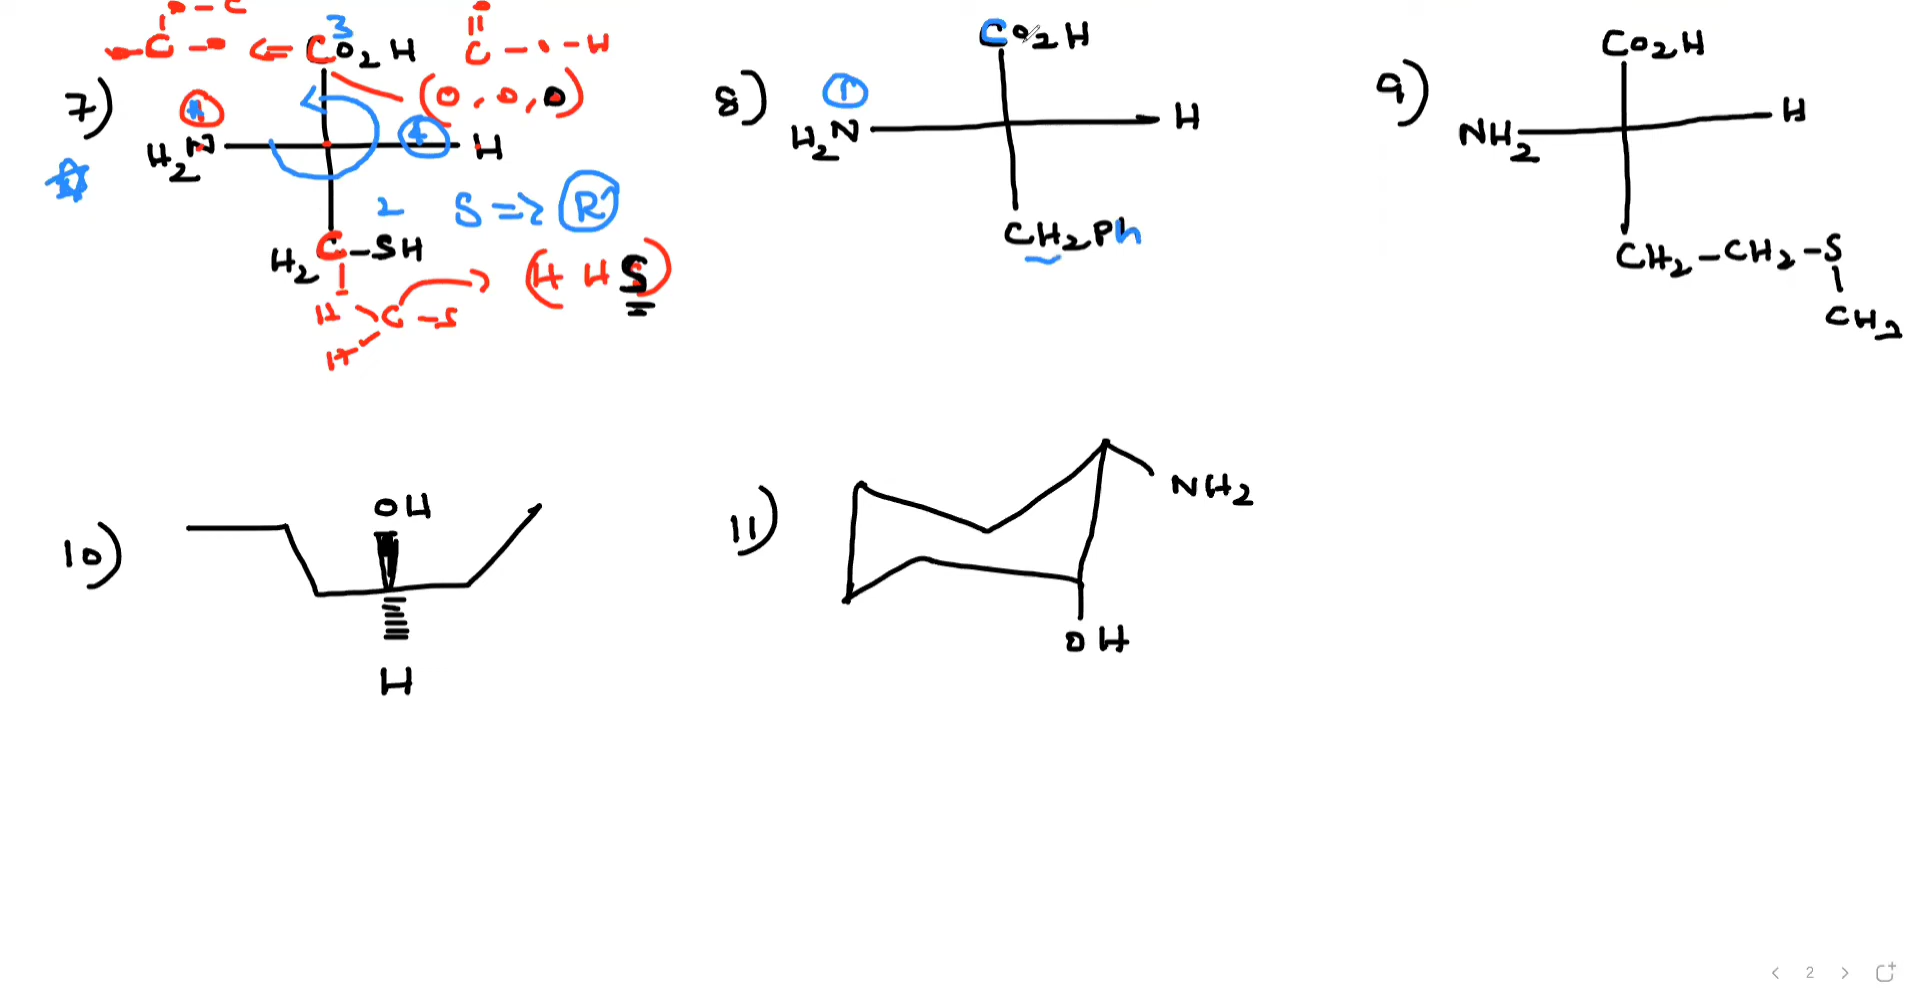 7)
C
C
C
3
CO2H
C - H
(O, O, O)
1
H2N
4
H
2
S => R
H2C-SH
(H H S)
H C - S
H
8)
1
CO2H
H2N
H
CH2Ph
9)
CO2H
NH2
H
CH2-CH2-S
CH3
10)
OH
H
11)
NH2
OH
2